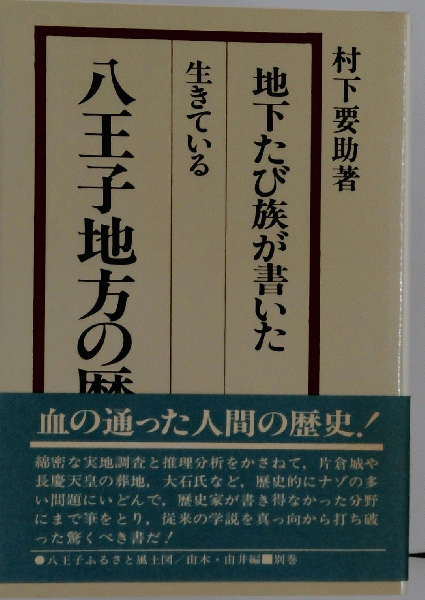 村下要助著
地下たび族が書いた
生きている
八王子地方の歴
血の通った人間の歴史!
綿密な実地調査と推理分析をかさねて,片倉城や
長慶天皇の葬地,大石氏など,歴史的にナゾの多
い問題にいどんで,歴史家が書き得なかった分野
にまで筆をとり,従来の学説を真っ向から打ち破
った驚くべき書だ!
●八王子ふるさと風土図/由木・由井編■別巻